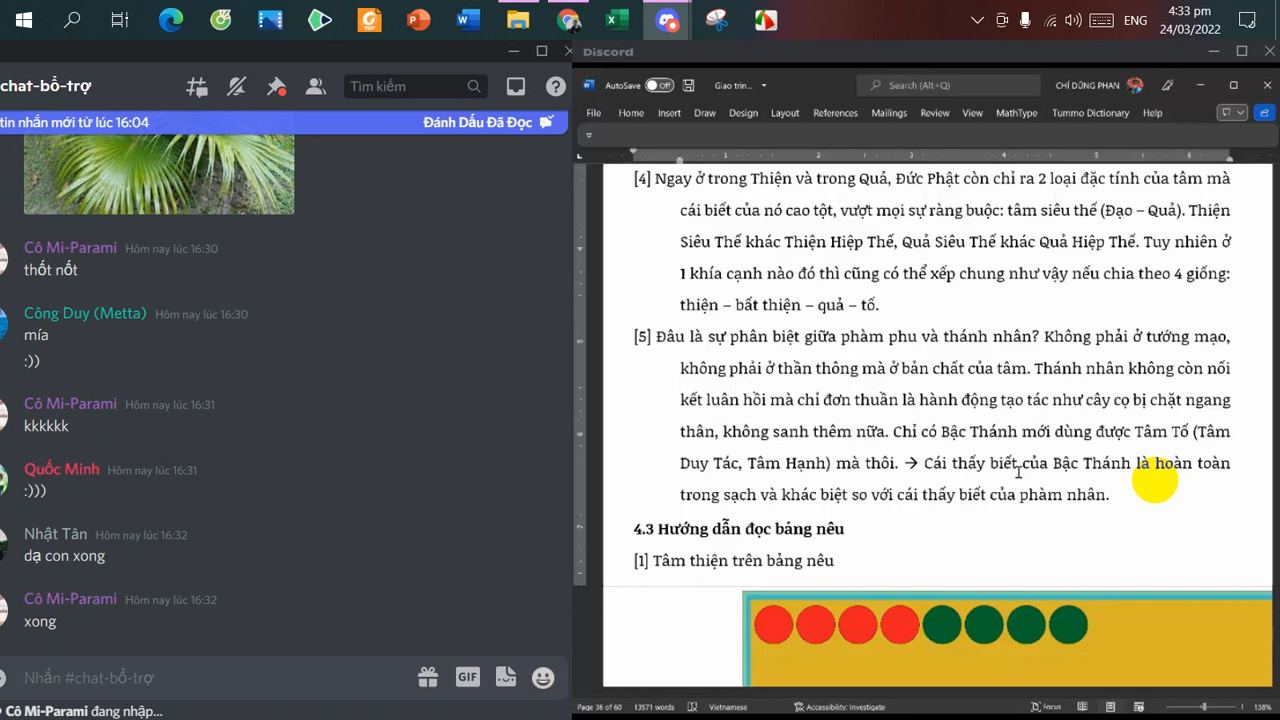 ENG
4:33 pm
24/03/2022
chat-bổ-trợ
Tìm kiếm
tin nhắn mới từ lúc 16:04
Đánh Dấu Đã Đọc
Cô Mi-Parami Hôm nay lúc 16:30
thốt nốt
Công Duy (Metta) Hôm nay lúc 16:30
mía
:))
Cô Mi-Parami Hôm nay lúc 16:31
kkkkkk
Quốc Minh Hôm nay lúc 16:31
:)))
Nhật Tân Hôm nay lúc 16:32
dạ con xong
Cô Mi-Parami Hôm nay lúc 16:32
xong
Nhắn #chat-bổ-trợ
GIF
Cô Mi-Parami đang nhập...
Discord
AutoSave Off Giao trìn... Search (Alt+Q) CHÍ DŨNG PHAN
File Home Insert Draw Design Layout References Mailings Review View MathType Tummo Dictionary Help
1 2 3 4 5 6
4
5
6
7
[4] Ngay ở trong Thiện và trong Quả, Đức Phật còn chỉ ra 2 loại đặc tính của tâm mà
cái biết của nó cao tột, vượt mọi sự ràng buộc: tâm siêu thế (Đạo – Quả). Thiện
Siêu Thế khác Thiện Hiệp Thế, Quả Siêu Thế khác Quả Hiệp Thế. Tuy nhiên ở
1 khía cạnh nào đó thì cũng có thể xếp chung như vậy nếu chia theo 4 giống:
thiện – bất thiện – quả – tố.
[5] Đâu là sự phân biệt giữa phàm phu và thánh nhân? Không phải ở tướng mạo,
không phải ở thần thông mà ở bản chất của tâm. Thánh nhân không còn nối
kết luân hồi mà chỉ đơn thuần là hành động tạo tác như cây cọ bị chặt ngang
thân, không sanh thêm nữa. Chỉ có Bậc Thánh mới dùng được Tâm Tố (Tâm
Duy Tác, Tâm Hạnh) mà thôi. → Cái thấy biết của Bậc Thánh là hoàn toàn
trong sạch và khác biệt so với cái thấy biết của phàm nhân.
4.3 Hướng dẫn đọc bảng nêu
[1] Tâm thiện trên bảng nêu
Page 36 of 60 13571 words Vietnamese Accessibility: Investigate Focus 138%